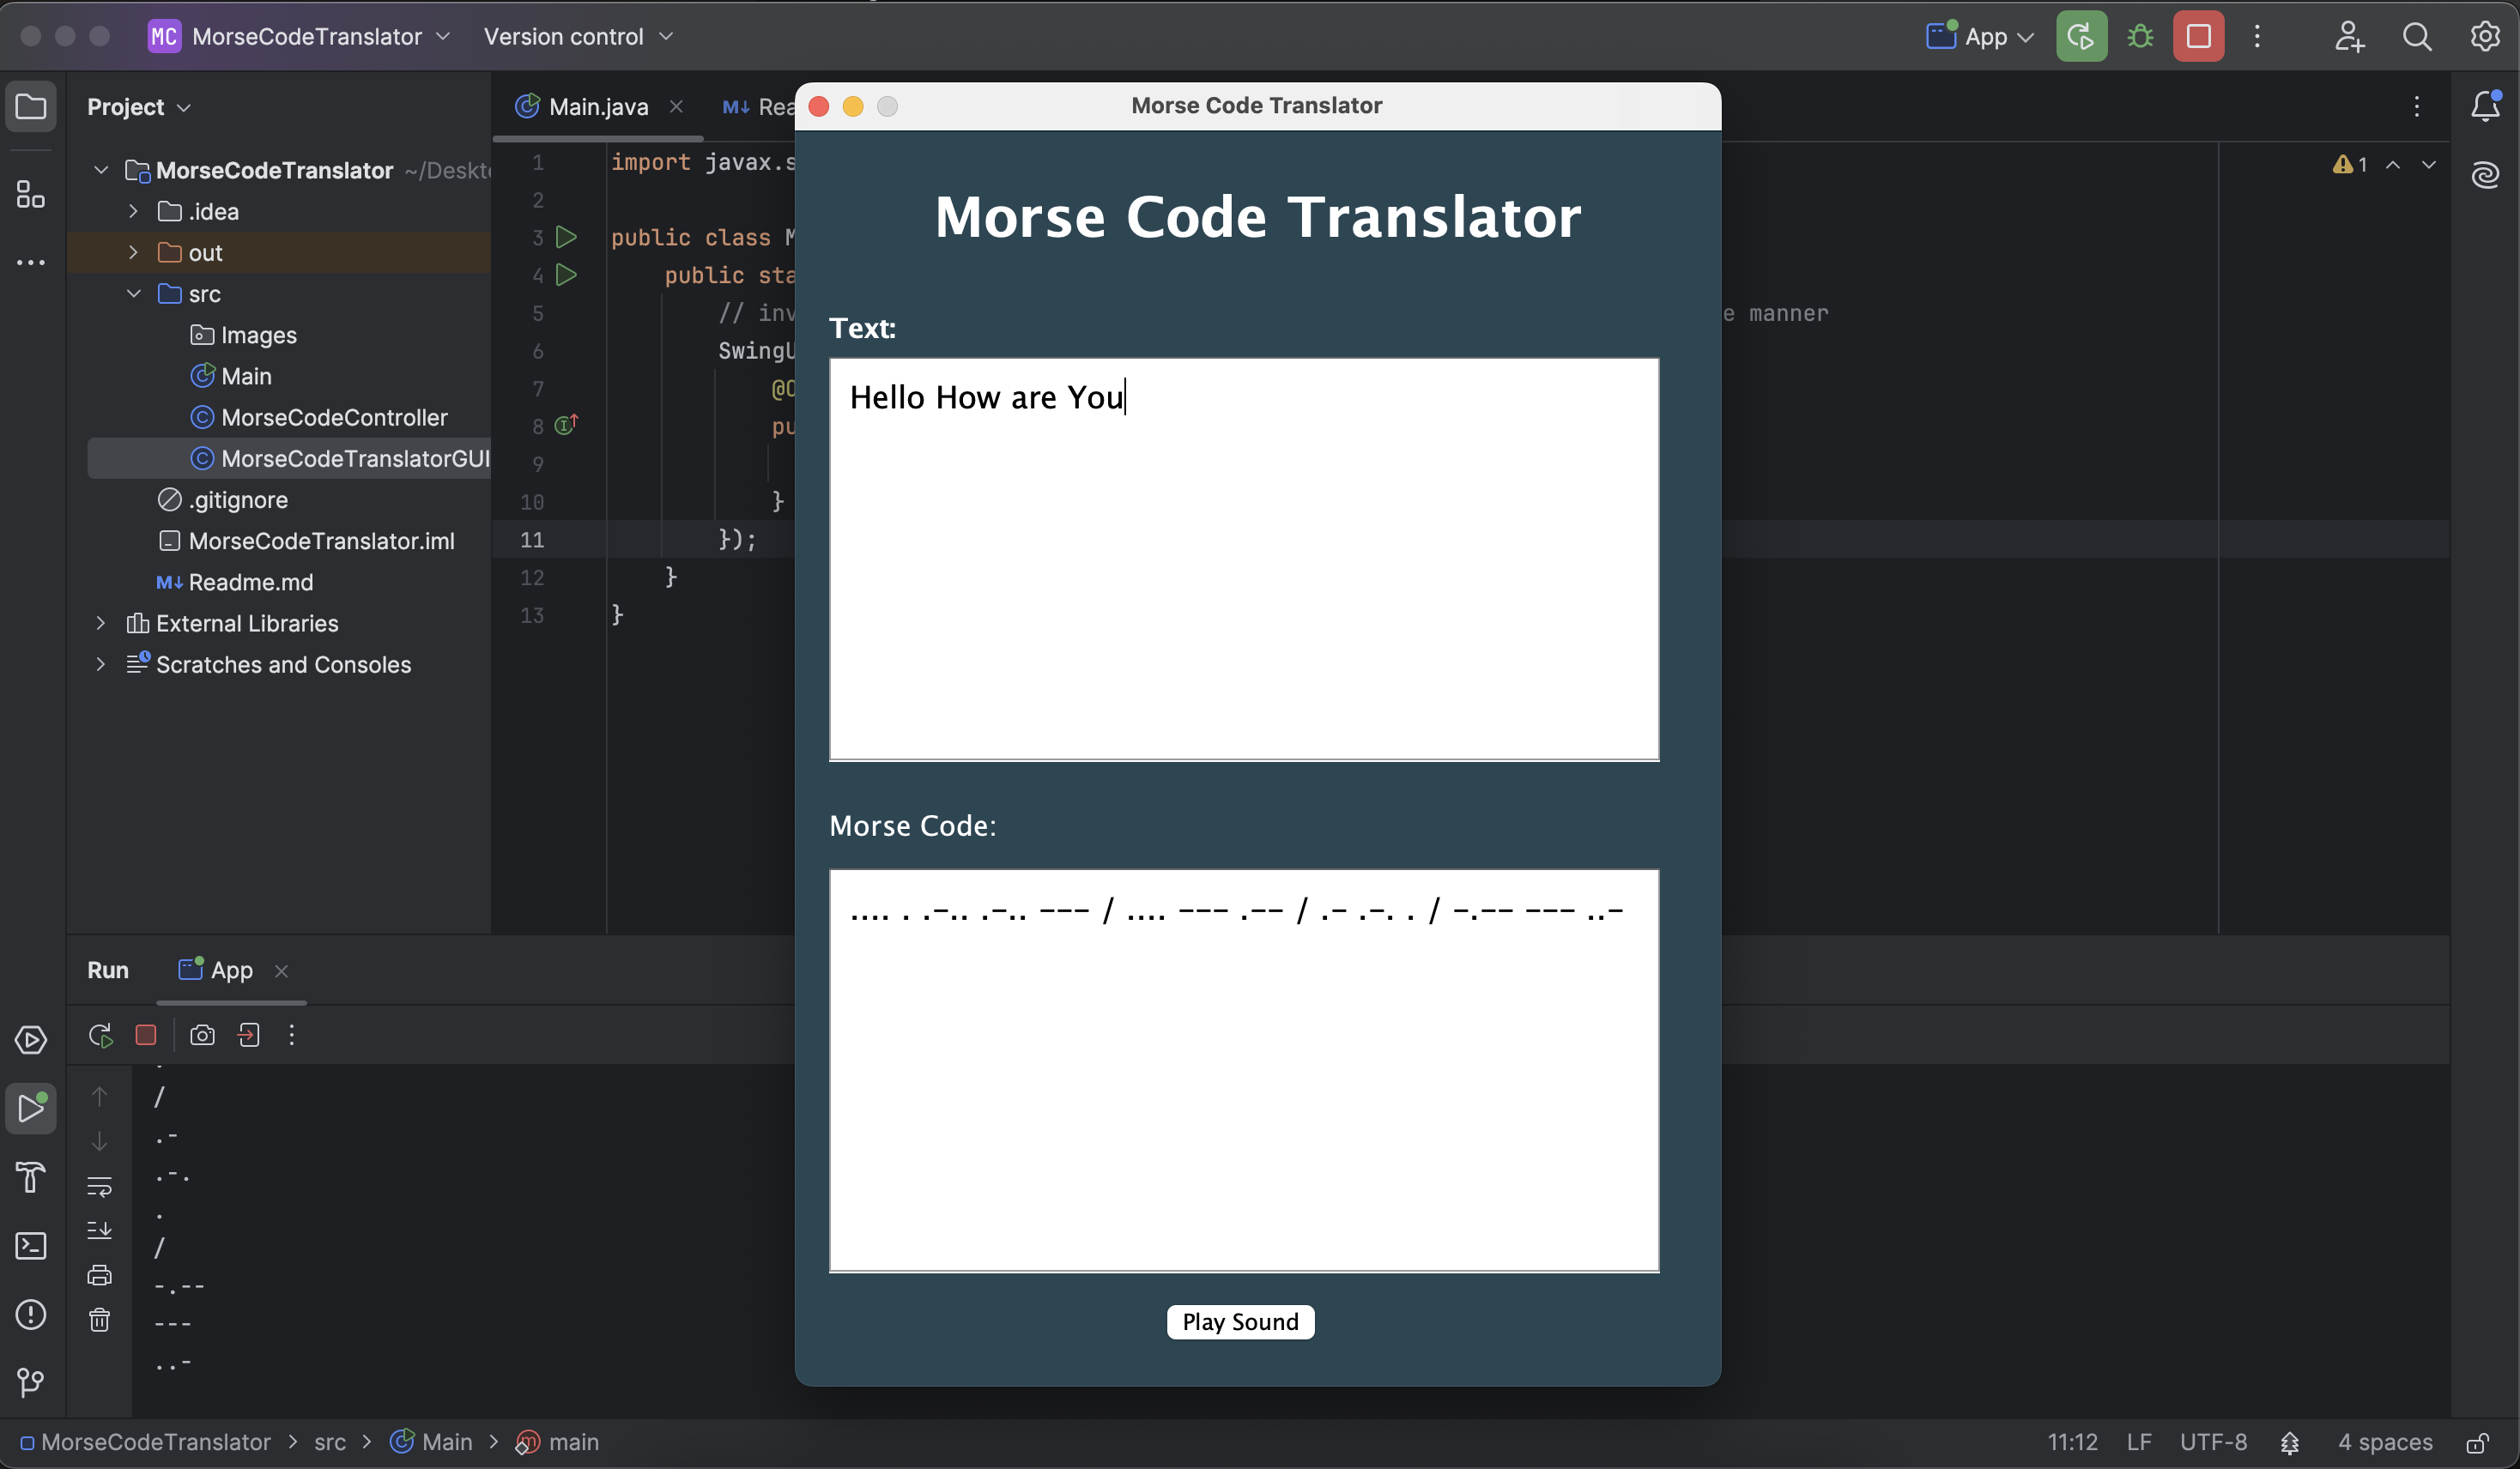 MC MorseCodeTranslator Version control App
Project
Main.java
M↓
MorseCodeTranslator
.idea
out
src
Images
Main
MorseCodeController
MorseCodeTranslatorGUI
.gitignore
MorseCodeTranslator.iml
M↓ Readme.md
External Libraries
Scratches and Consoles
1 import javax.s
2
3 public class M
4 public sta
5 // inv
manner
6 SwingU
7
8 pu
9
10 }
11 });
12 }
13 }
1
Morse Code Translator
Morse Code Translator
Text:
Hello How are You
Morse Code:
.... . .-.. .-.. --- / .... --- .-- / .- .-. . / -.-- --- ..-
Play Sound
Run App
/
.-
.-.
.
/
-.--
---
..-
MorseCodeTranslator > src > Main > main
11:12 LF UTF-8 4 spaces